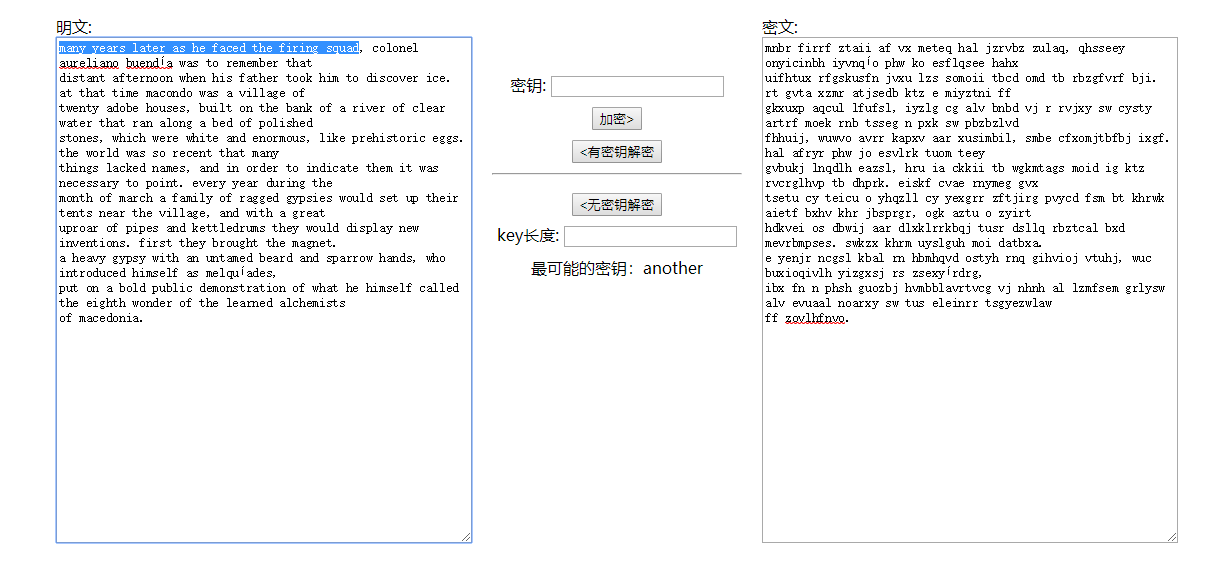 明文:
many years later as he faced the firing squad, colonel
aureliano buendía was to remember that
distant afternoon when his father took him to discover ice.
at that time macondo was a village of
twenty adobe houses, built on the bank of a river of clear
water that ran along a bed of polished
stones, which were white and enormous, like prehistoric eggs.
the world was so recent that many
things lacked names, and in order to indicate them it was
necessary to point. every year during the
month of march a family of ragged gypsies would set up their
tents near the village, and with a great
uproar of pipes and kettledrums they would display new
inventions. first they brought the magnet.
a heavy gypsy with an untamed beard and sparrow hands, who
introduced himself as melquíades,
put on a bold public demonstration of what he himself called
the eighth wonder of the learned alchemists
of macedonia.
密钥:
加密>
<有密钥解密
<无密钥解密
key长度:
最可能的密钥：another
密文:
mnbr firrf ztaii af vx meteq hal jzrvbz zulaq, qhsseey
onyicinbh iyvnqío phw ko esflqsee hahx
uifhtux rfgskusfn jvxu lzs somoii tbcd omd tb rbzgfvrf bji.
rt gvta xzmr atjsedb ktz e miyztni ff
gkxuxp aqcul lfufsl, iyzlg cg alv bnbd vj r rvjxy sw cysty
artrf moek rnb tsseg n pxk sw pbzbzlvd
fhhuij, wuwvo avrr kapxv aar xusimbil, smbe cfxomjtbfbj ixgf.
hal afryr phw jo esvlrk tuom teey
gvbukj lnqdlh eazsl, hru ia ckkii tb wgkmtags moid ig ktz
rvcrglhvp tb dhprk. eiskf cvae rnymeg gvx
tsetu cy teicu o yhqzll cy yexgrr zftjirg pvycd fsm bt khrwk
aietf bxhv khr jbsprgr, ogk aztu o zyirt
hdkvei os dbwij aar dlxklrrkbqj tusr dsllq rbztcal bxd
mevrbmpses. swkzx khrm uyslguh moi datbxa.
e yenjr ncgsl kbal rn hbmhqvd ostyh rnq gihvioj vtuhj, wuc
buxioqivlh yizgxsj rs zsexyírdrg,
ibx fn n phsh guozbj hvmbblavrtvcg vj nhnh al lzmfsem grlysw
alv evuaal noarxy sw tus eleinrr tsgyezwlaw
ff zovlhfnvo.